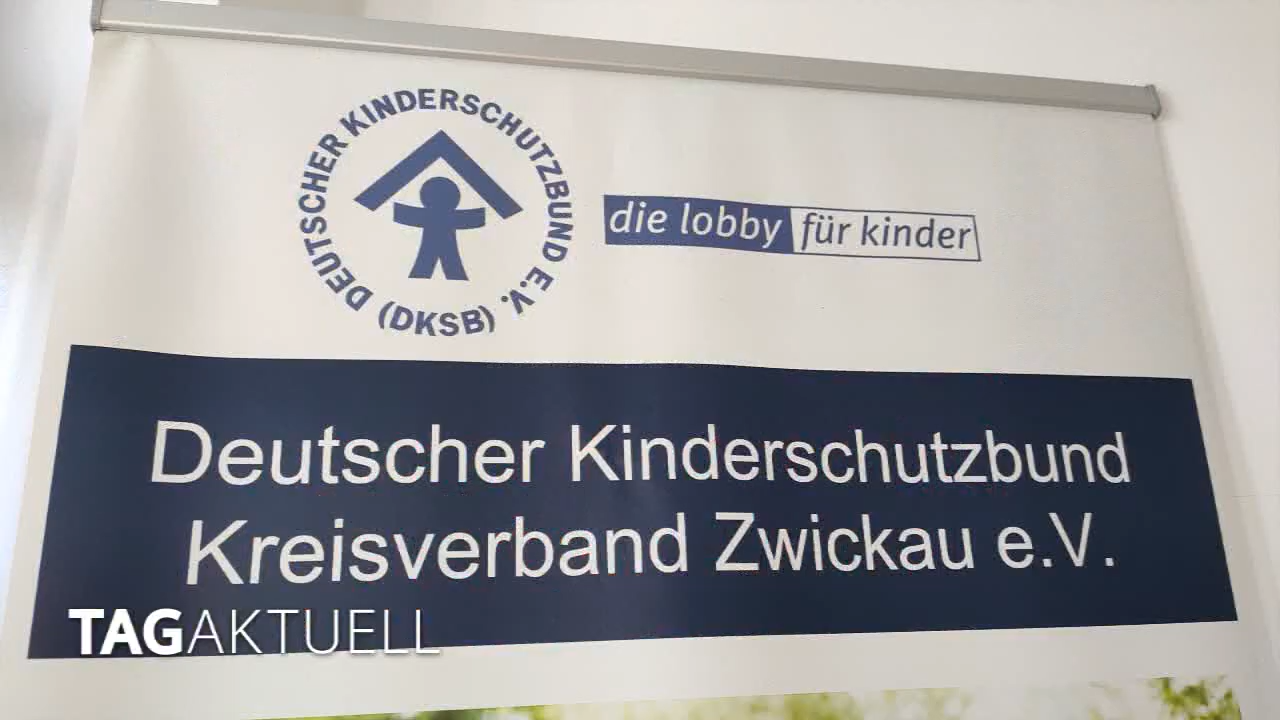 DEUTSCHER KINDERSCHUTZBUND E.V.
(DKSB)
die lobby für kinder
Deutscher Kinderschutzbund
Kreisverband Zwickau e.V.
TAGAKTUELL